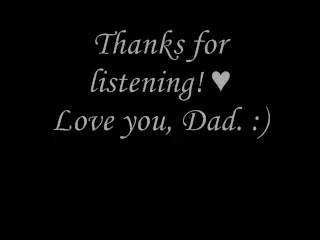 Thanks for
listening! ♥
Love you, Dad. :)